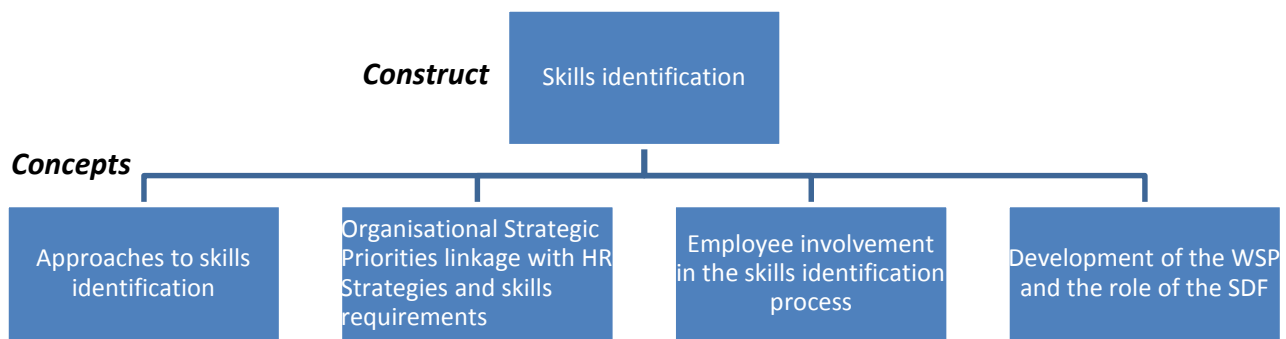 Construct
Skills identification
Concepts
Approaches to skills
identification
Organisational Strategic
Priorities linkage with HR
Strategies and skills
requirements
Employee involvement
in the skills identification
process
Development of the WSP
and the role of the SDF